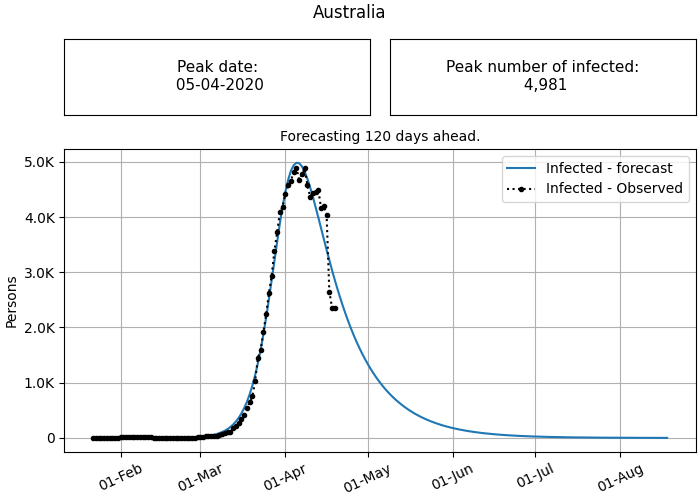 Australia
Peak date:
05-04-2020
Peak number of infected:
4,981
Forecasting 120 days ahead.
Infected - forecast
Infected - Observed
5.0K
4.0K
3.0K
2.0K
1.0K
0
Persons
01-Feb
01-Mar
01-Apr
01-May
01-Jun
01-Jul
01-Aug